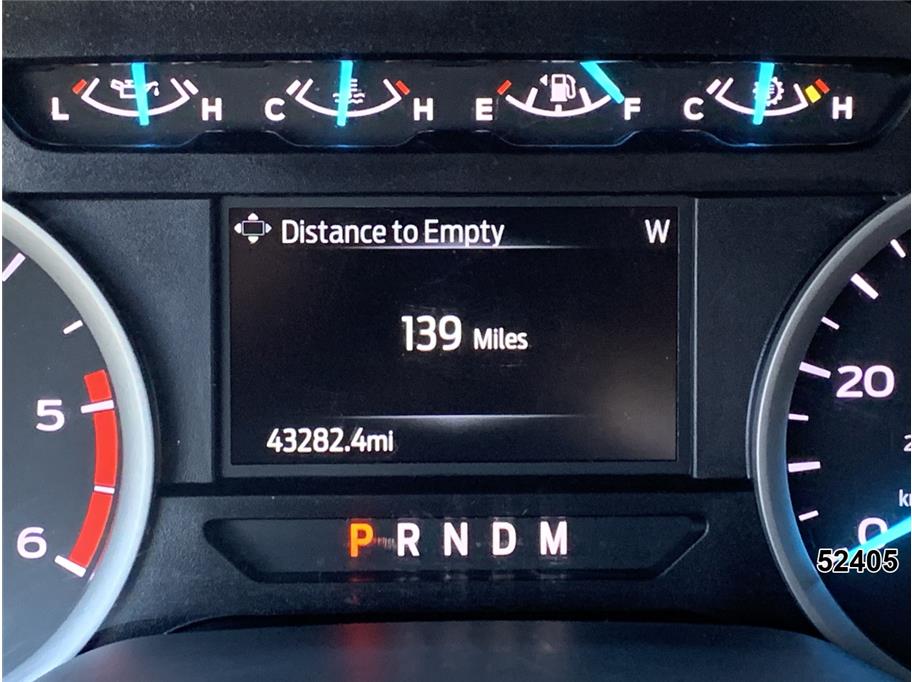 L H C H E F C H
Distance to Empty W
139 Miles
43282.4mi
5
6
20
0
P R N D M
52405